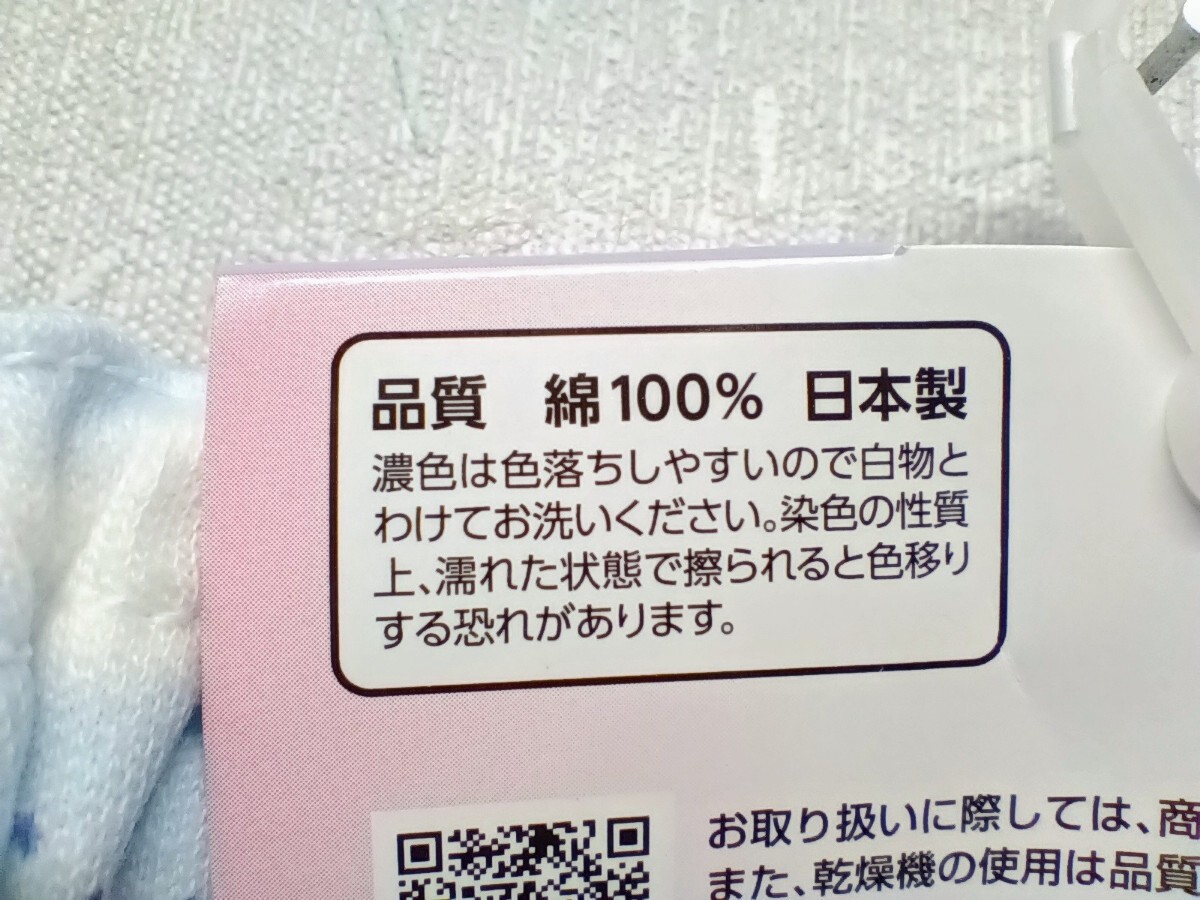 品質　綿100%　日本製
濃色は色落ちしやすいので白物と
わけてお洗いください。染色の性質
上、濡れた状態で擦られると色移り
する恐れがあります。
お取り扱いに際しては、商
また、乾燥機の使用は品質